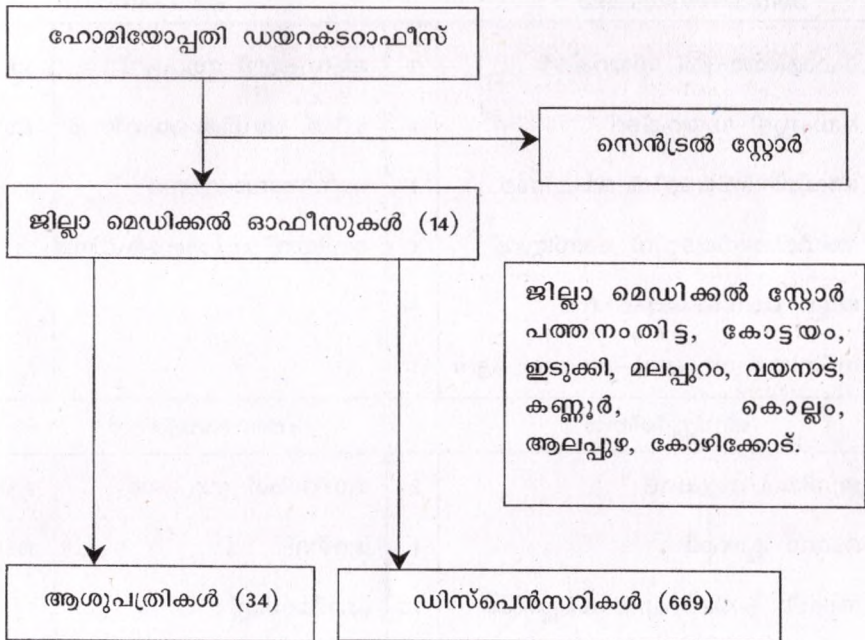 ഹോമിയോപ്പതി ഡയറക്ടറാഫീസ്
സെൻട്രൽ സ്റ്റോർ
ജില്ലാ മെഡിക്കൽ ഓഫീസുകൾ (14)
ജില്ലാ മെഡിക്കൽ സ്റ്റോർ
പത്തനംതിട്ട, കോട്ടയം,
ഇടുക്കി, മലപ്പുറം, വയനാട്,
കണ്ണൂർ, കൊല്ലം,
ആലപ്പുഴ, കോഴിക്കോട്.
ആശുപത്രികൾ (34)
ഡിസ്പെൻസറികൾ (669)